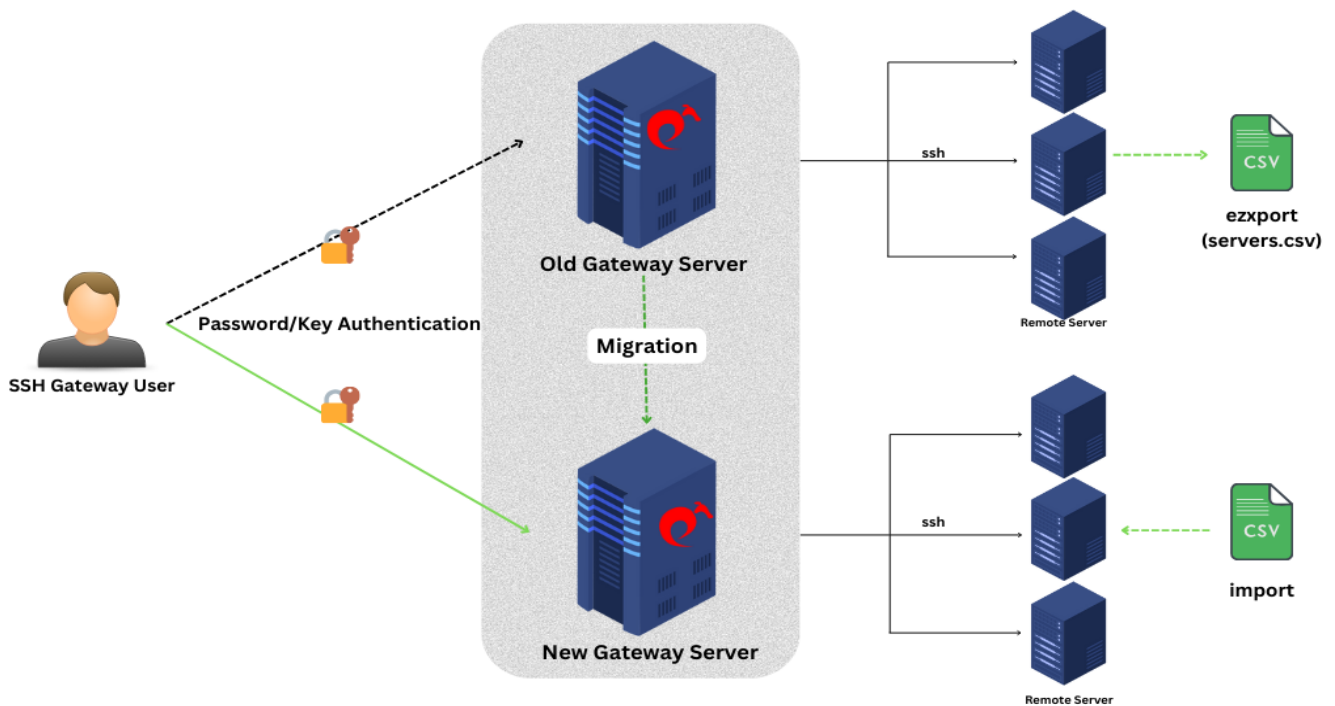 ssh
CSV
ezxport
(servers.csv)
Old Gateway Server
Password/Key Authentication
Remote Server
Migration
SSH Gateway User
ssh
CSV
import
New Gateway Server
Remote Server